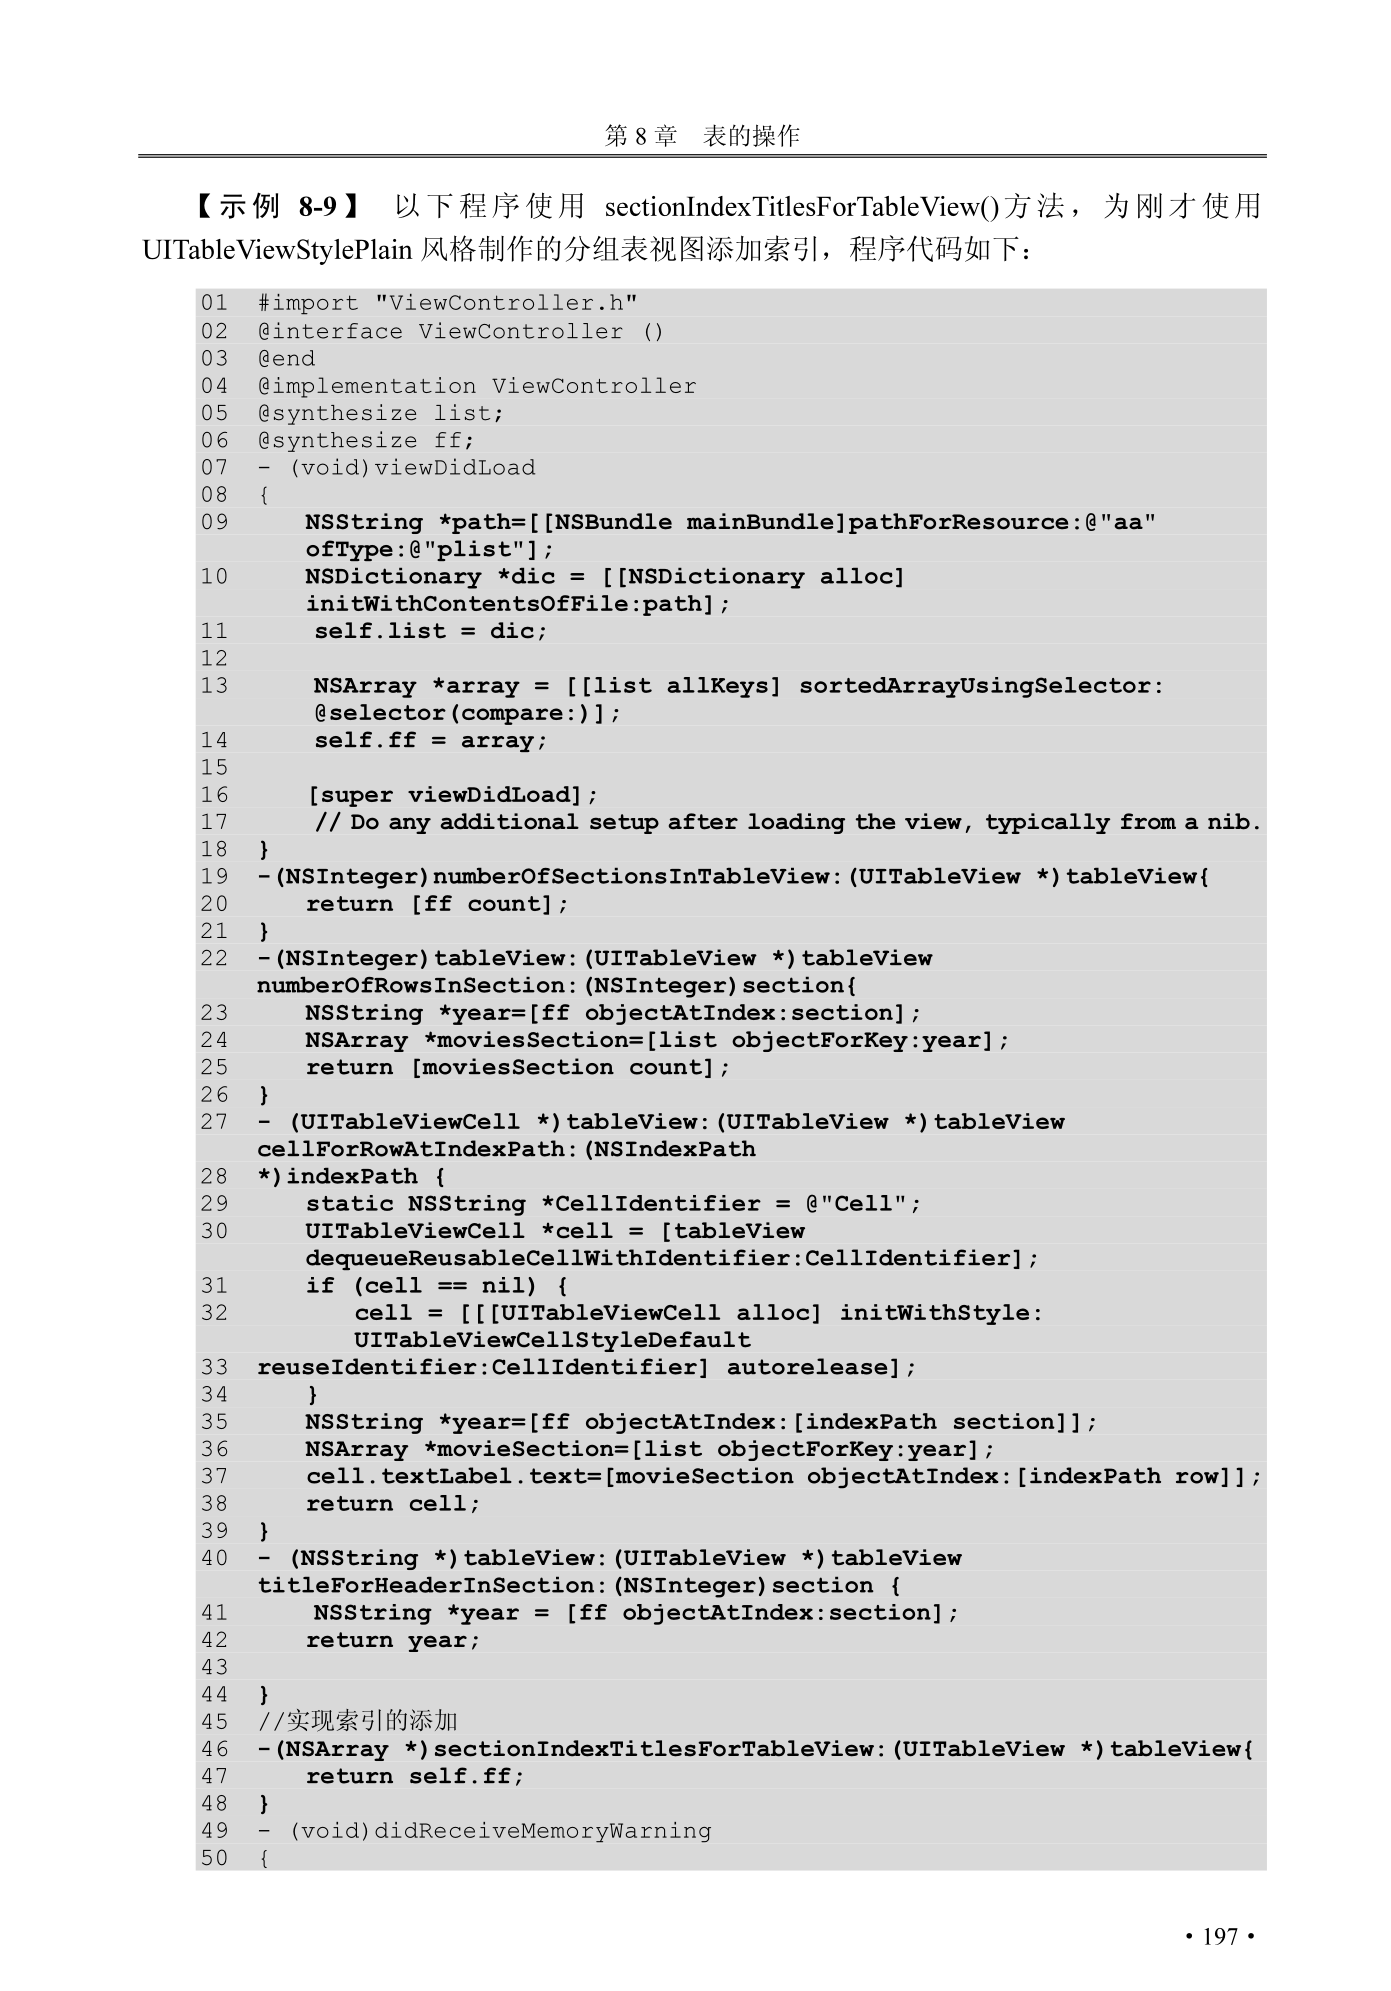 第 8 章　表的操作
【示例 8-9】　以下程序使用 sectionIndexTitlesForTableView()方法，为刚才使用
UITableViewStylePlain 风格制作的分组表视图添加索引，程序代码如下：
01  #import "ViewController.h"
02  @interface ViewController ()
03  @end
04  @implementation ViewController
05  @synthesize list;
06  @synthesize ff;
07  - (void)viewDidLoad
08  {
09      NSString *path=[[NSBundle mainBundle]pathForResource:@"aa"
        ofType:@"plist"];
10      NSDictionary *dic = [[NSDictionary alloc]
        initWithContentsOfFile:path];
11      self.list = dic;
12
13      NSArray *array = [[list allKeys] sortedArrayUsingSelector:
        @selector(compare:)];
14      self.ff = array;
15
16      [super viewDidLoad];
17      // Do any additional setup after loading the view, typically from a nib.
18  }
19  -(NSInteger)numberOfSectionsInTableView:(UITableView *)tableView{
20      return [ff count];
21  }
22  -(NSInteger)tableView:(UITableView *)tableView
    numberOfRowsInSection:(NSInteger)section{
23      NSString *year=[ff objectAtIndex:section];
24      NSArray *moviesSection=[list objectForKey:year];
25      return [moviesSection count];
26  }
27  - (UITableViewCell *)tableView:(UITableView *)tableView
    cellForRowAtIndexPath:(NSIndexPath
28  *)indexPath {
29      static NSString *CellIdentifier = @"Cell";
30      UITableViewCell *cell = [tableView
        dequeueReusableCellWithIdentifier:CellIdentifier];
31      if (cell == nil) {
32         cell = [[[UITableViewCell alloc] initWithStyle:
           UITableViewCellStyleDefault
33  reuseIdentifier:CellIdentifier] autorelease];
34      }
35      NSString *year=[ff objectAtIndex:[indexPath section]];
36      NSArray *movieSection=[list objectForKey:year];
37      cell.textLabel.text=[movieSection objectAtIndex:[indexPath row]];
38      return cell;
39  }
40  - (NSString *)tableView:(UITableView *)tableView
    titleForHeaderInSection:(NSInteger)section {
41      NSString *year = [ff objectAtIndex:section];
42      return year;
43
44  }
45  //实现索引的添加
46  -(NSArray *)sectionIndexTitlesForTableView:(UITableView *)tableView{
47      return self.ff;
48  }
49  - (void)didReceiveMemoryWarning
50  {
• 197 •